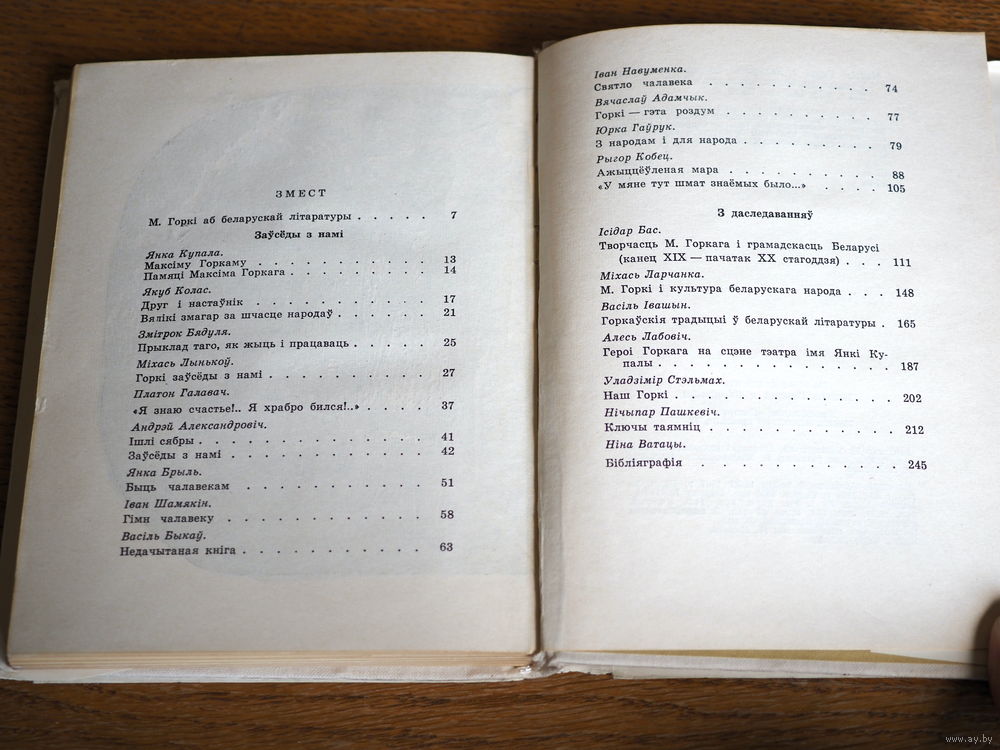 ЗМЕСТ
М. Горкі аб беларускай літаратуры . . . . . 7
Заўсёды з намі
Янка Купала.
Максіму Горкаму . . . . . . . . . . 13
Памяці Максіма Горкага . . . . . . . . 14
Якуб Колас.
Друг і настаўнік . . . . . . . . . . 17
Вялікі змагар за шчасце народаў . . . . . . 21
Змітрок Бядуля.
Прыклад таго, як жыць і працаваць . . . . . 25
Міхась Лынькоў.
Горкі заўсёды з намі . . . . . . . . . 27
Платон Галавач.
«Я знаю счастье!.. Я храбро бился!..» . . . . 37
Андрэй Александровіч.
Ішлі сябры . . . . . . . . . . . . 41
Заўсёды з намі . . . . . . . . . . . 42
Янка Брыль.
Быць чалавекам . . . . . . . . . . 51
Іван Шамякін.
Гімн чалавеку . . . . . . . . . . . 58
Васіль Быкаў.
Недачытаная кніга . . . . . . . . . . 63
Іван Навуменка.
Святло чалавека . . . . . . . . . . 74
Вячаслаў Адамчык.
Горкі — гэта роздум . . . . . . . . . 77
Юрка Гаўрук.
З народам і для народа . . . . . . . . 79
Рыгор Кобец.
Ажыццёўленая мара . . . . . . . . . 88
«У мяне тут шмат знаёмых было...» . . . . 105
З даследаванняў
Ісідар Бас.
Творчасць М. Горкага і грамадскасць Беларусі
(канец XIX — пачатак XX стагоддзя) . . . 111
Міхась Ларчанка.
М. Горкі і культура беларускага народа . . . 148
Васіль Івашын.
Горкаўскія традыцыі ў беларускай літаратуры . 165
Алесь Лабовіч.
Героі Горкага на сцэне тэатра імя Янкі Ку-
палы . . . . . . . . . . . . . 187
Уладзімір Стэльмах.
Наш Горкі . . . . . . . . . . . . 202
Нічыпар Пашкевіч.
Ключы таямніц . . . . . . . . . . 212
Ніна Ватацы.
Бібліяграфія . . . . . . . . . . . 245
www.ay.by